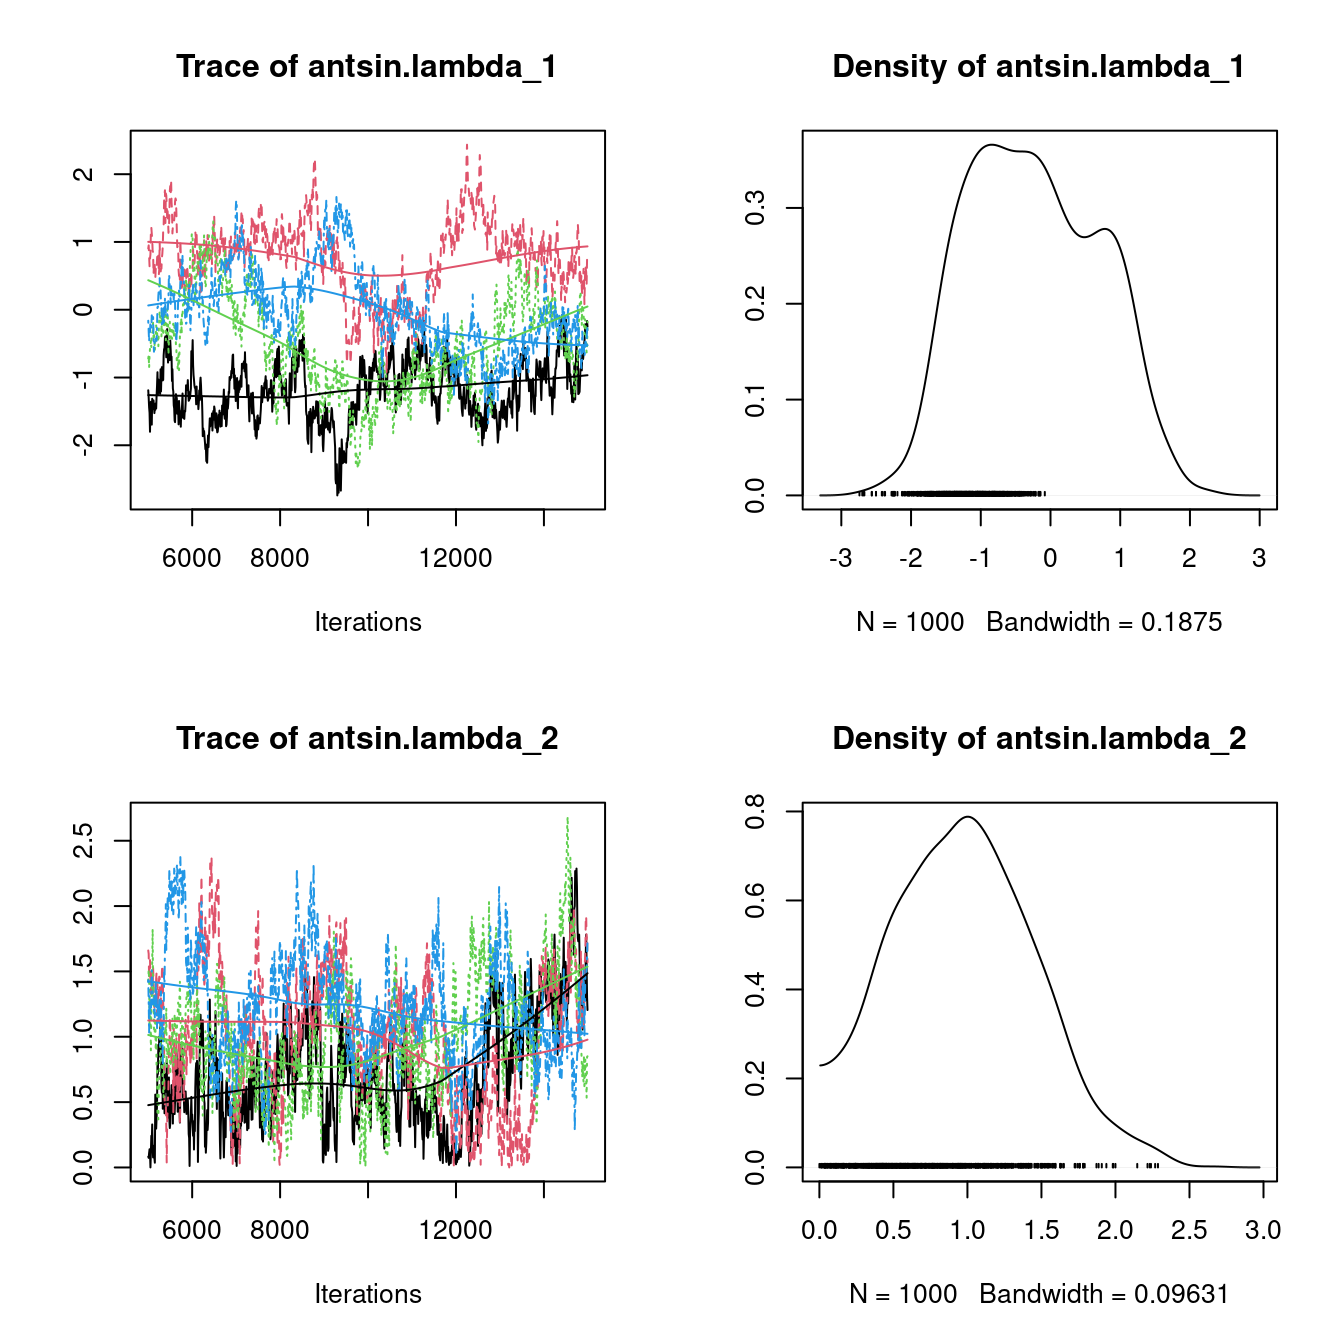 Trace of antsin.lambda_1
2
1
0
-1
-2
6000 8000 12000
Iterations
Density of antsin.lambda_1
0.3
0.2
0.1
0.0
-3 -2 -1 0 1 2 3
N = 1000 Bandwidth = 0.1875
Trace of antsin.lambda_2
2.5
2.0
1.5
1.0
0.5
0.0
6000 8000 12000
Iterations
Density of antsin.lambda_2
0.8
0.6
0.4
0.2
0.0
0.0 0.5 1.0 1.5 2.0 2.5 3.0
N = 1000 Bandwidth = 0.09631